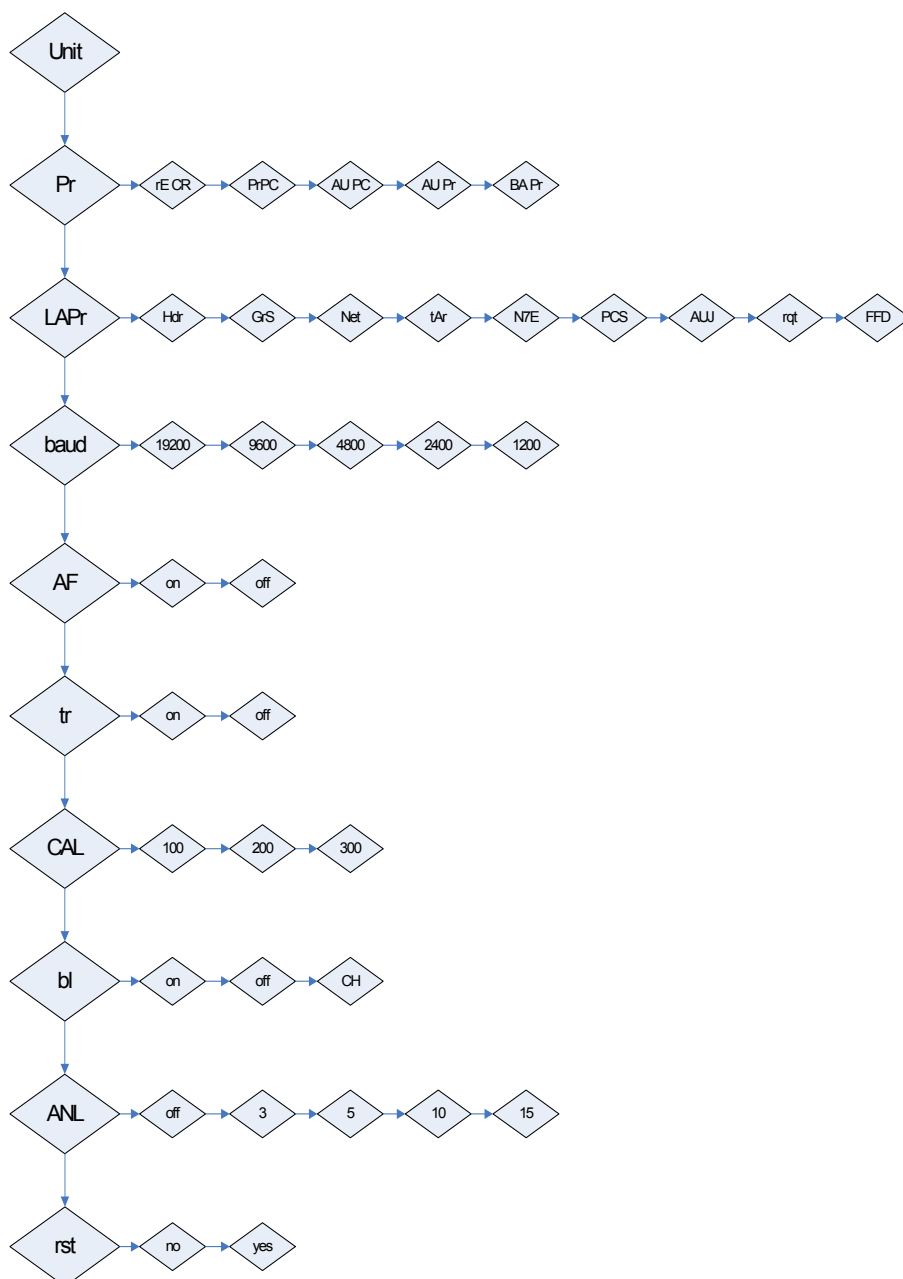 Unit
Pr rE CR PrPC AU PC AU Pr BA Pr
LAPr Hdr GrS Net tAr N7E PCS AUJ rqt FFD
baud 19200 9600 4800 2400 1200
AF on off
tr on off
CAL 100 200 300
bl on off CH
ANL off 3 5 10 15
rst no yes